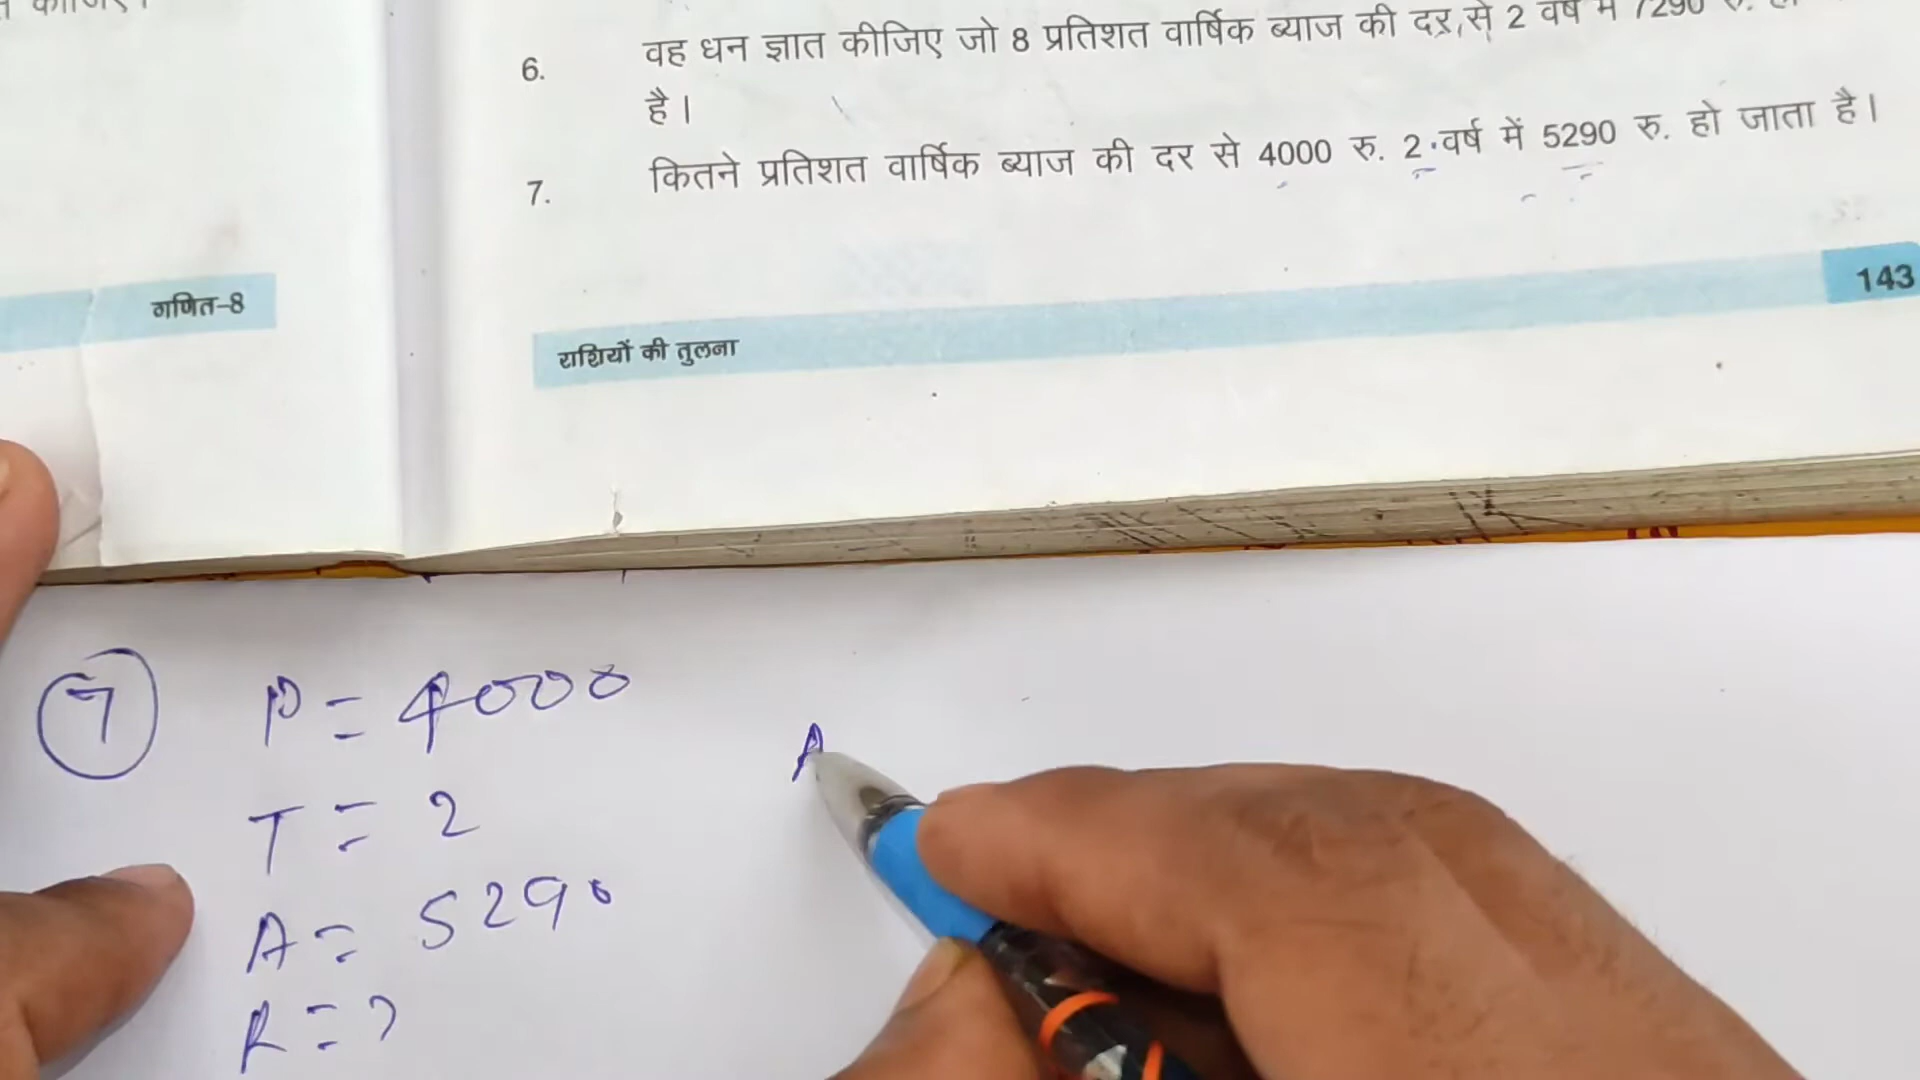 6. वह धन ज्ञात कीजिए जो 8 प्रतिशत वार्षिक ब्याज की दर से 2 वर्ष में 7290 रु.
है।
7. कितने प्रतिशत वार्षिक ब्याज की दर से 4000 रु. 2 वर्ष में 5290 रु. हो जाता है।
गणित-8
राशियों की तुलना
143
7 P = 4000
A
T = 2
A = 5290
R = ?